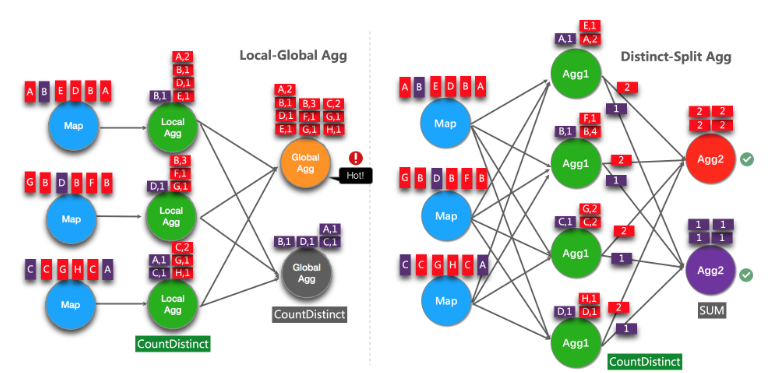 Local-Global Agg
A B E D B A
Map
A,2
B,1
D,1
B,1 E,1
Local
Agg
G B D B F B
Map
B,3
F,1
D,1 G,1
Local
Agg
C C G H C A
Map
C,2
A,1 G,1
C,1 H,1
Local
Agg
CountDistinct
A,2
B,1 B,3 C,2
D,1 F,1 G,1
E,1 G,1 H,1
Global
Agg
Hot!
A,1
B,1 D,1 C,1
Global
Agg
CountDistinct
Distinct-Split Agg
A B E D B A
Map
G B D B F B
Map
C C G H C A
Map
E,1
A,1 A,2
Agg1
2
1
F,1
B,1 B,4
Agg1
2
1
G,2
C,1 C,2
Agg1
2
1
H,1
D,1 D,1
Agg1
2
1
CountDistinct
2 2
2 2
Agg2
1 1
1 1
Agg2
SUM